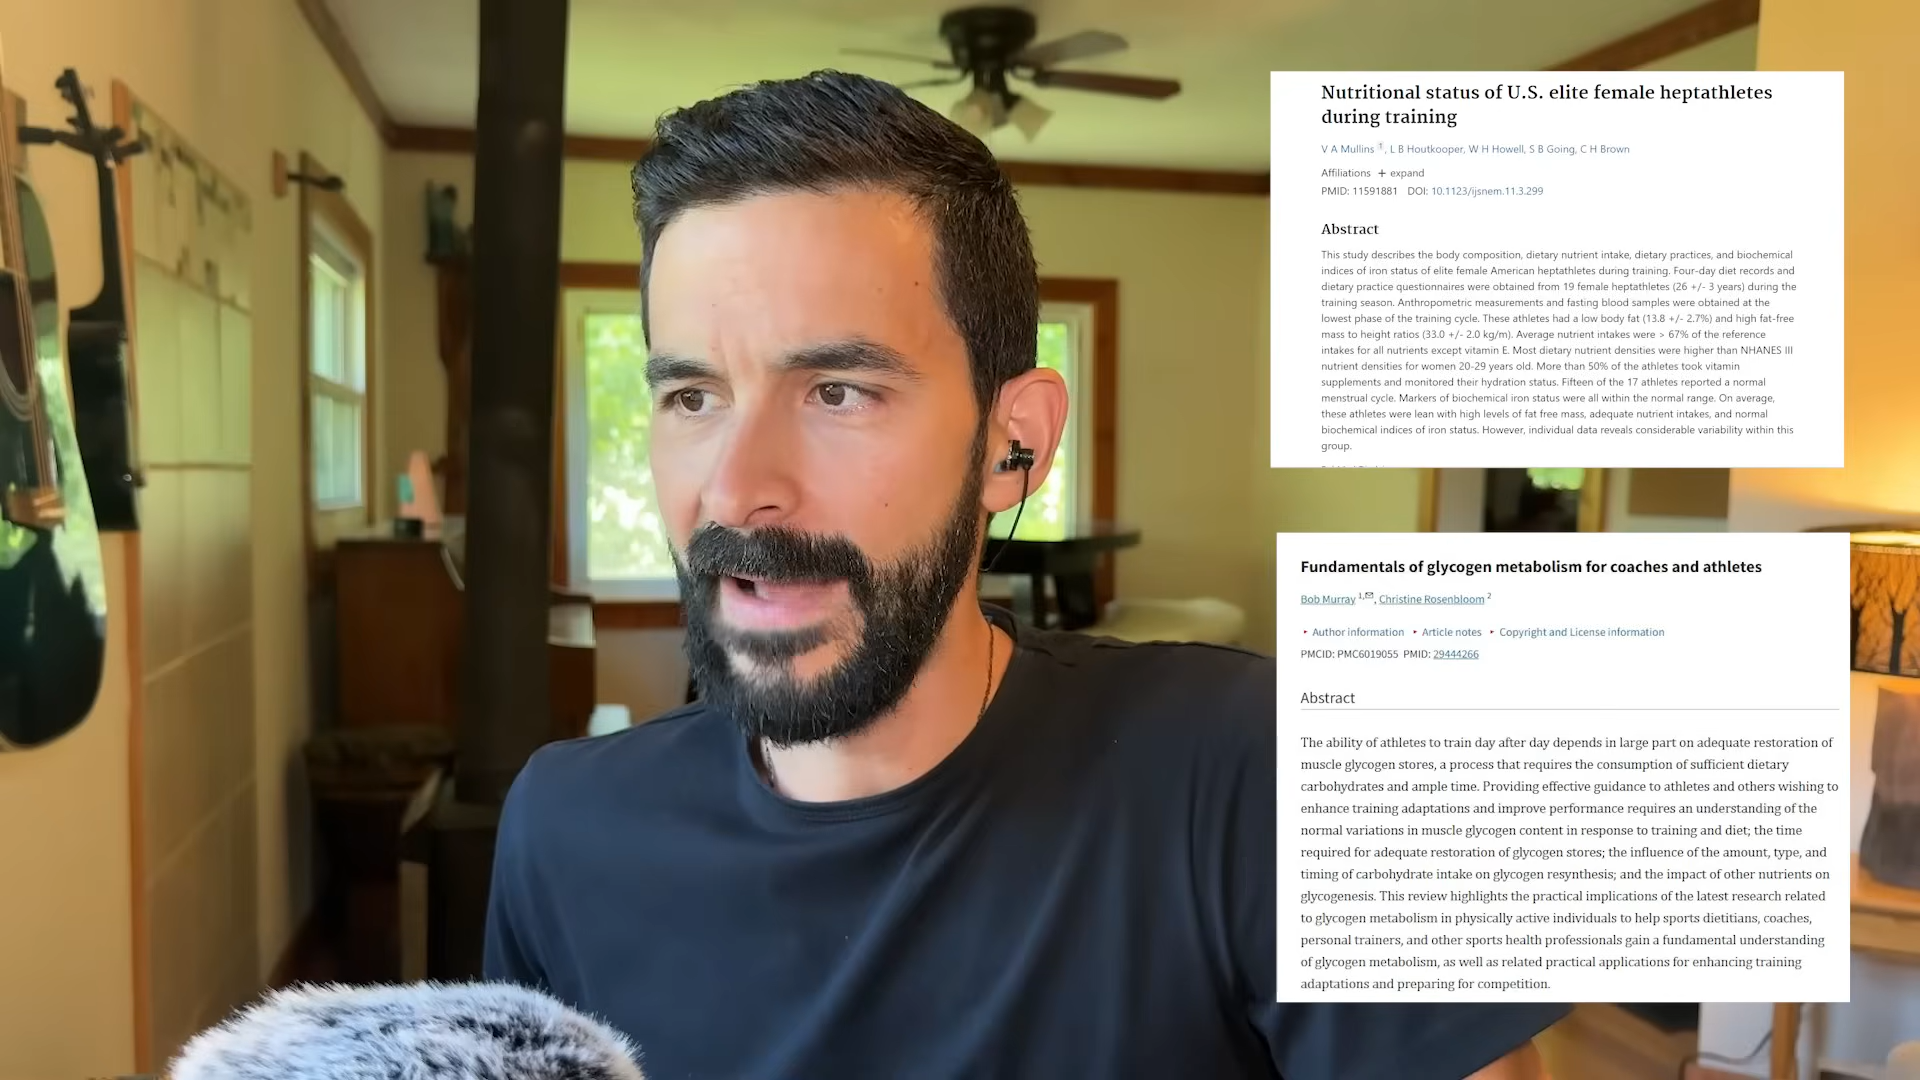 Nutritional status of U.S. elite female heptathletes
during training
V A Mullins 1, L B Houtkooper, W H Howell, S B Going, C H Brown
Affiliations + expand
PMID: 11591881 DOI: 10.1123/ijsnem.11.3.299
Abstract
This study describes the body composition, dietary nutrient intake, dietary practices, and biochemical
indices of iron status of elite female American heptathletes during training. Four-day diet records and
dietary practice questionnaires were obtained from 19 female heptathletes (26 +/- 3 years) during the
training season. Anthropometric measurements and fasting blood samples were obtained at the
lowest phase of the training cycle. These athletes had a low body fat (13.8 +/- 2.7%) and high fat-free
mass to height ratios (33.0 +/- 2.0 kg/m). Average nutrient intakes were > 67% of the reference
intakes for all nutrients except vitamin E. Most dietary nutrient densities were higher than NHANES III
nutrient densities for women 20-29 years old. More than 50% of the athletes took vitamin
supplements and monitored their hydration status. Fifteen of the 17 athletes reported a normal
menstrual cycle. Markers of biochemical iron status were all within the normal range. On average,
these athletes were lean with high levels of fat free mass, adequate nutrient intakes, and normal
biochemical indices of iron status. However, individual data reveals considerable variability within this
group.
Fundamentals of glycogen metabolism for coaches and athletes
Bob Murray 1,✉, Christine Rosenbloom 2
‣ Author information ‣ Article notes ‣ Copyright and License information
PMCID: PMC6019055 PMID: 29444266
Abstract
The ability of athletes to train day after day depends in large part on adequate restoration of
muscle glycogen stores, a process that requires the consumption of sufficient dietary
carbohydrates and ample time. Providing effective guidance to athletes and others wishing to
enhance training adaptations and improve performance requires an understanding of the
normal variations in muscle glycogen content in response to training and diet; the time
required for adequate restoration of glycogen stores; the influence of the amount, type, and
timing of carbohydrate intake on glycogen resynthesis; and the impact of other nutrients on
glycogenesis. This review highlights the practical implications of the latest research related
to glycogen metabolism in physically active individuals to help sports dietitians, coaches,
personal trainers, and other sports health professionals gain a fundamental understanding
of glycogen metabolism, as well as related practical applications for enhancing training
adaptations and preparing for competition.